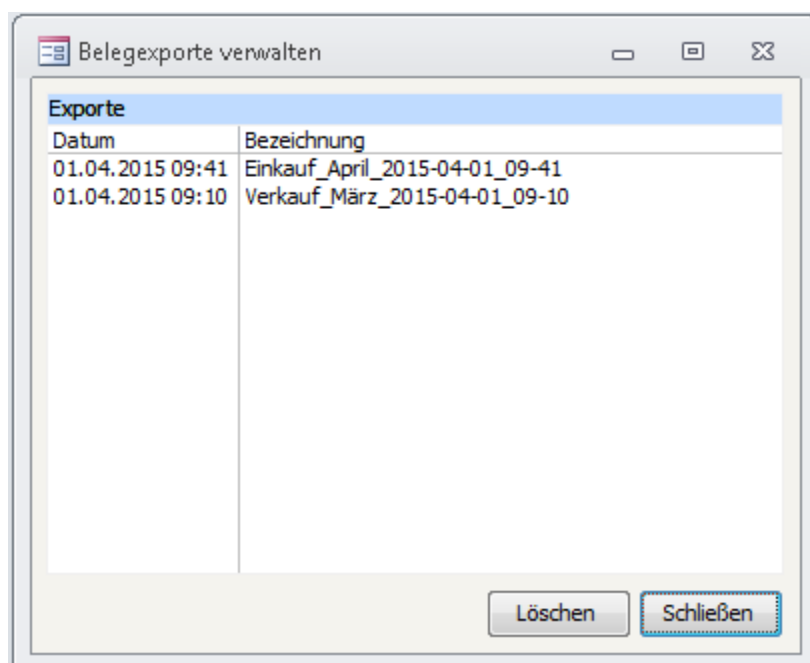 Belegexporte verwalten
Exporte
Datum Bezeichnung
01.04.2015 09:41 Einkauf_April_2015-04-01_09-41
01.04.2015 09:10 Verkauf_März_2015-04-01_09-10
Löschen Schließen